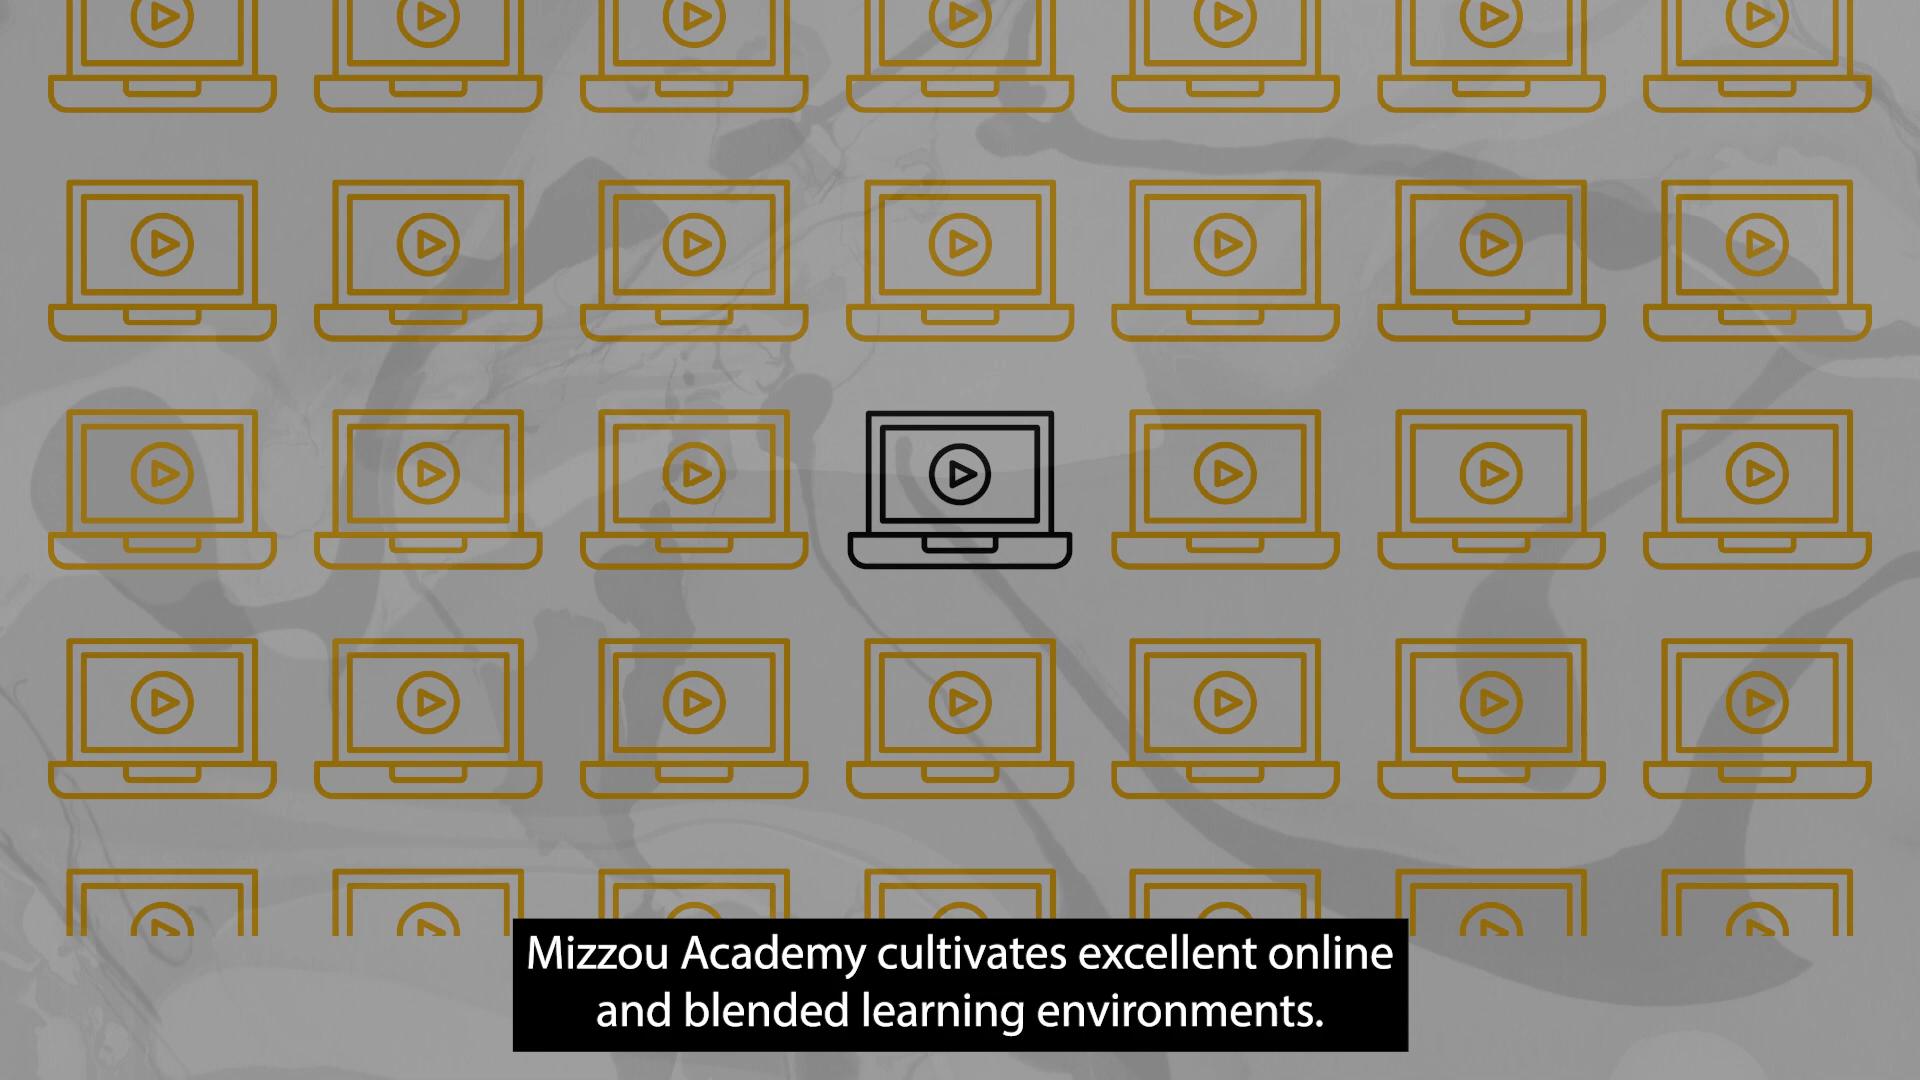 Mizzou Academy cultivates excellent online
and blended learning environments.